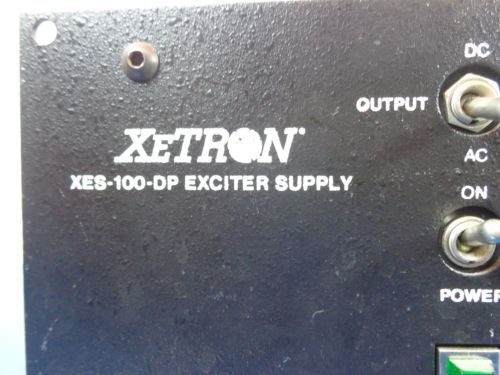 DC
OUTPUT
XETRON®
AC
XES-100-DP EXCITER SUPPLY
ON
POWER